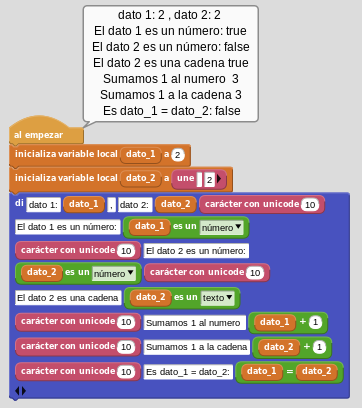 dato 1: 2 , dato 2: 2
El dato 1 es un número: true
El dato 2 es un número: false
El dato 2 es una cadena true
Sumamos 1 al numero 3
Sumamos 1 a la cadena 3
Es dato_1 = dato_2: false
al empezar
inicializa variable local dato_1 a 2
inicializa variable local dato_2 a une 2
di dato 1: dato_1 , dato 2: dato_2 carácter con unicode 10
El dato 1 es un número: dato_1 es un número
carácter con unicode 10 El dato 2 es un número:
dato_2 es un número carácter con unicode 10
El dato 2 es una cadena dato_2 es un texto
carácter con unicode 10 Sumamos 1 al numero dato_1 + 1
carácter con unicode 10 Sumamos 1 a la cadena dato_2 + 1
carácter con unicode 10 Es dato_1 = dato_2: dato_1 = dato_2